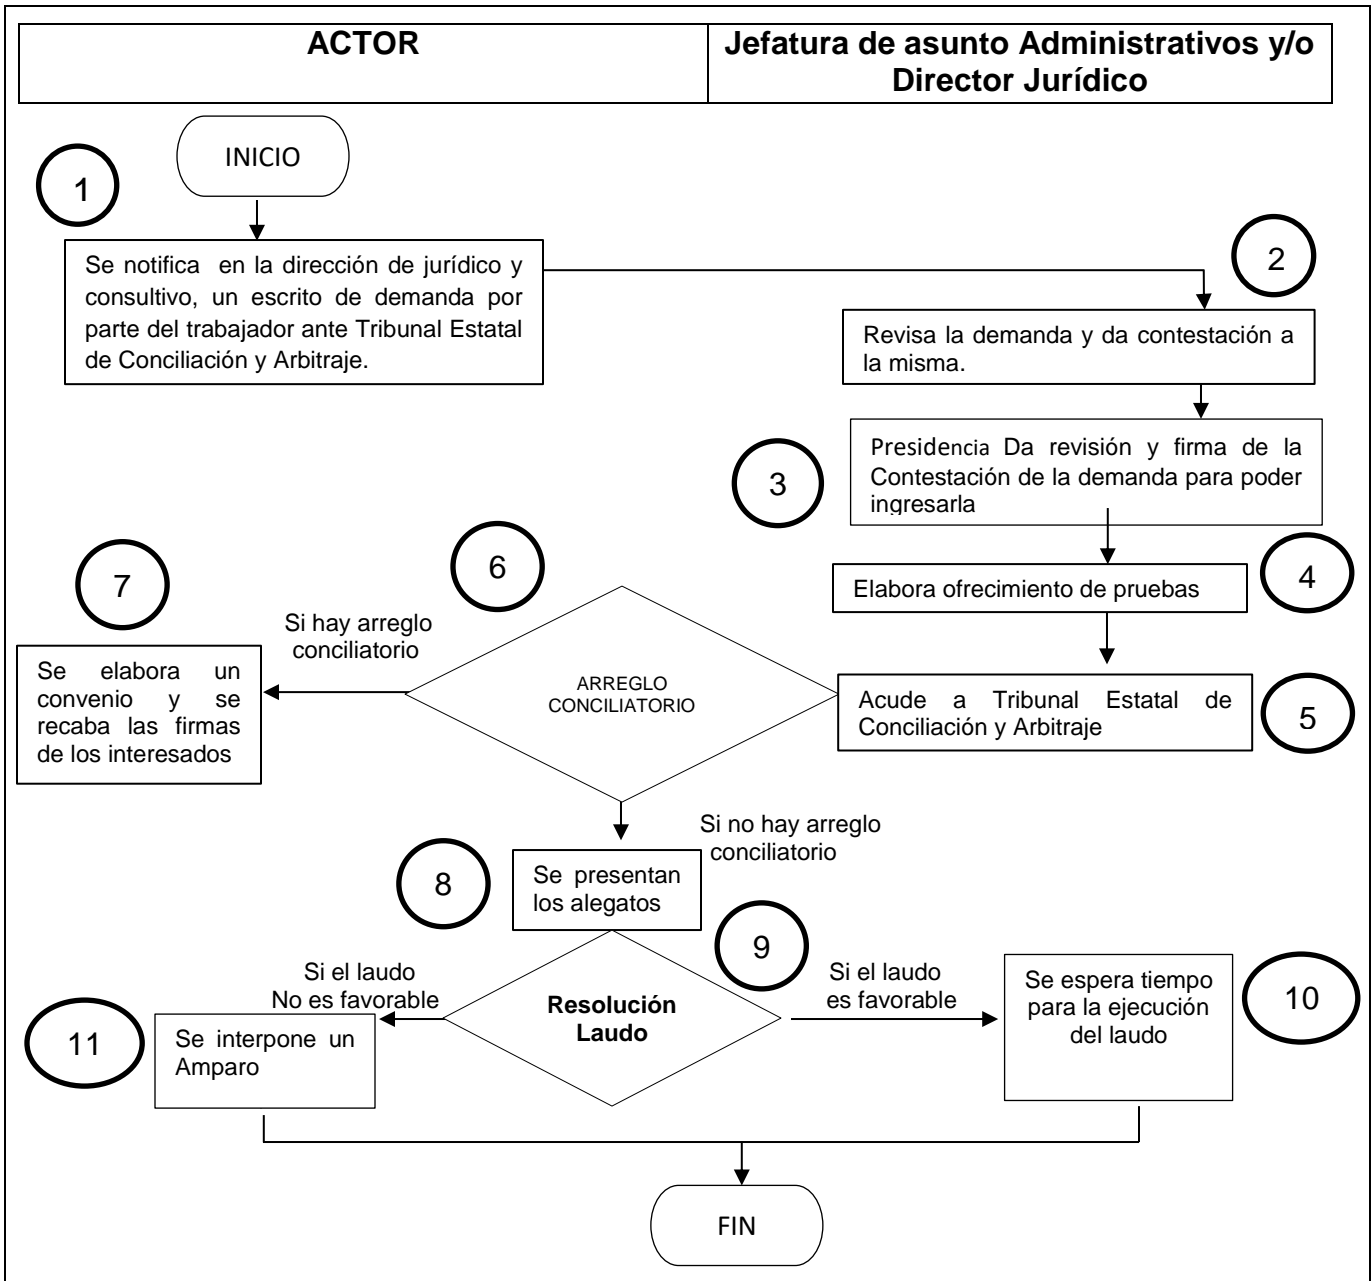 ACTOR
Jefatura de asunto Administrativos y/o
Director Jurídico
INICIO
1
Se notifica en la dirección de jurídico y
consultivo, un escrito de demanda por
parte del trabajador ante Tribunal Estatal
de Conciliación y Arbitraje.
2
Revisa la demanda y da contestación a
la misma.
3
Presidencia Da revisión y firma de la
Contestación de la demanda para poder
ingresarla
4
Elabora ofrecimiento de pruebas
5
Acude a Tribunal Estatal de
Conciliación y Arbitraje
6
ARREGLO
CONCILIATORIO
7
Si hay arreglo
conciliatorio
Se elabora un
convenio y se
recaba las firmas
de los interesados
Si no hay arreglo
conciliatorio
8
Se presentan
los alegatos
9
Resolución
Laudo
Si el laudo
es favorable
10
Se espera tiempo
para la ejecución
del laudo
Si el laudo
No es favorable
11
Se interpone un
Amparo
FIN